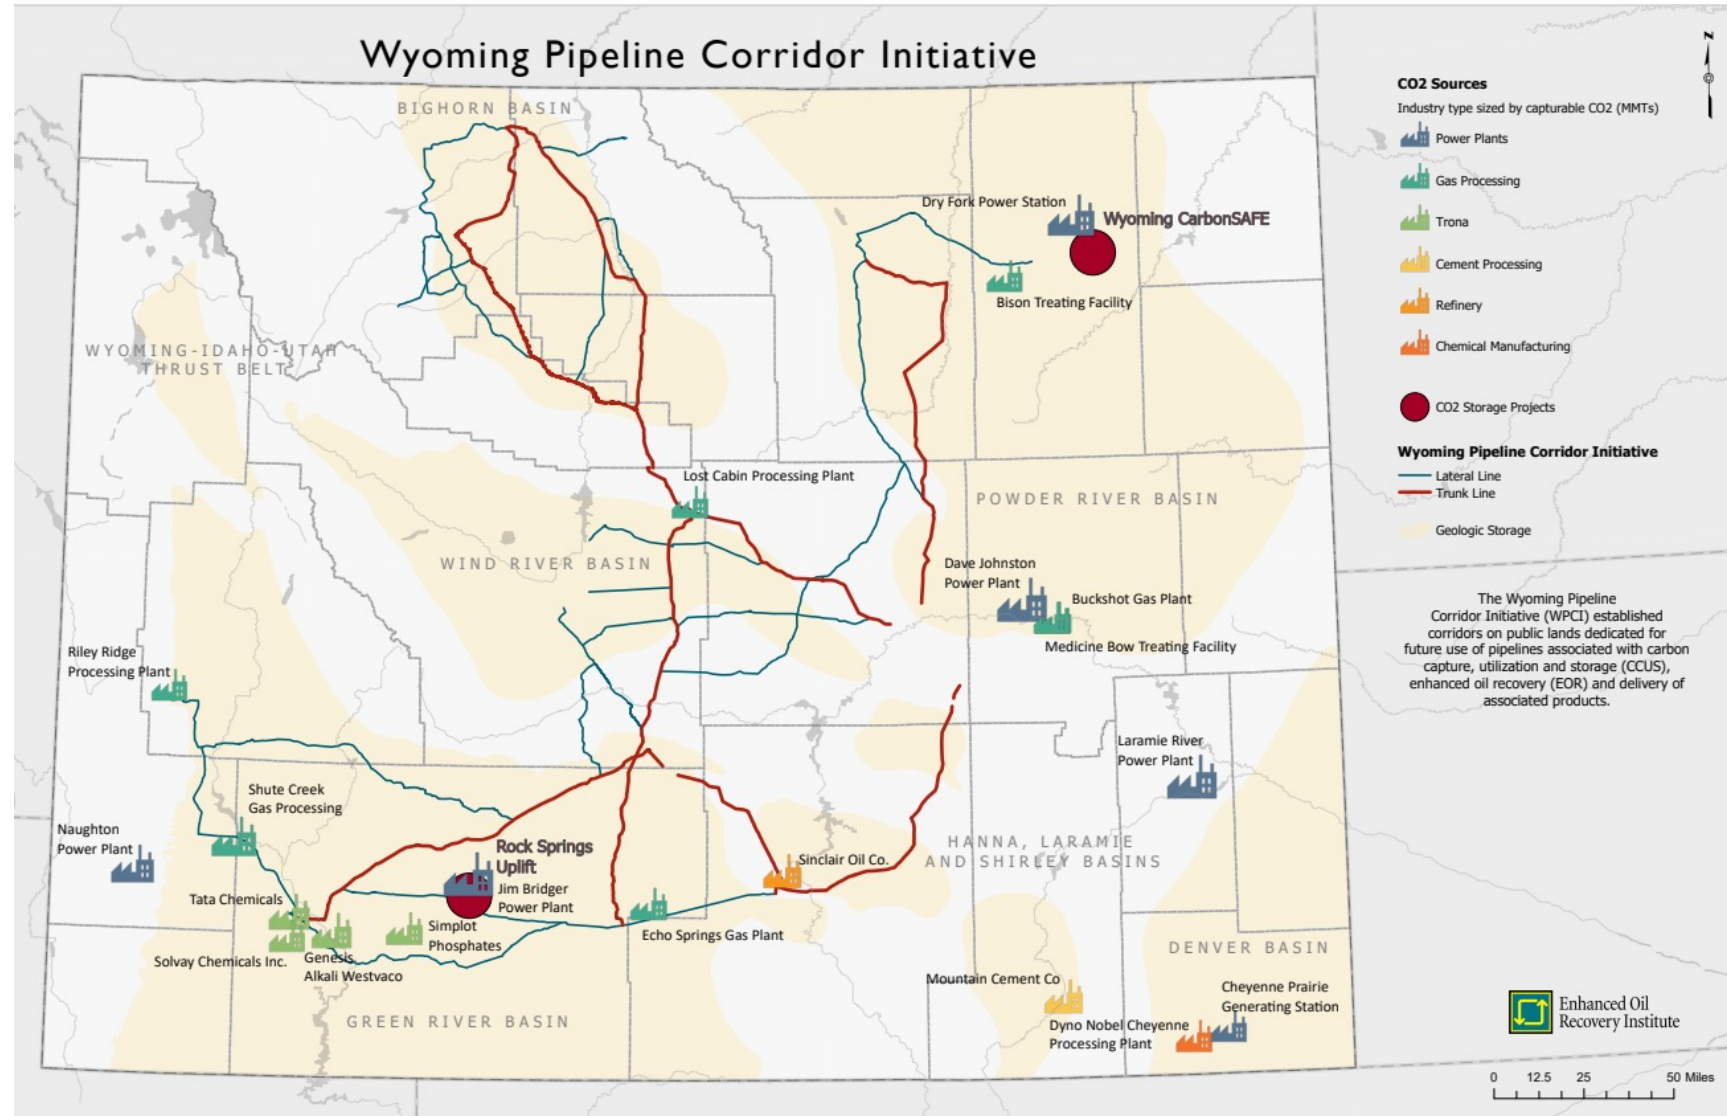 Wyoming Pipeline Corridor Initiative
N
BIGHORN BASIN
Dry Fork Power Station
Wyoming CarbonSAFE
Bison Treating Facility
WYOMING-IDAHO-UTAH
THRUST BELT
Lost Cabin Processing Plant
POWDER RIVER BASIN
WIND RIVER BASIN
Dave Johnston
Power Plant
Buckshot Gas Plant
Medicine Bow Treating Facility
Riley Ridge
Processing Plant
Laramie River
Power Plant
Shute Creek
Gas Processing
Naughton
Power Plant
Rock Springs
Uplift
Jim Bridger
Power Plant
Sinclair Oil Co.
HANNA, LARAMIE
AND SHIRLEY BASINS
Tata Chemicals
Simplot
Phosphates
Echo Springs Gas Plant
Solvay Chemicals Inc.
Genesis
Alkali Westvaco
DENVER BASIN
Mountain Cement Co
Cheyenne Prairie
Generating Station
GREEN RIVER BASIN
Dyno Nobel Cheyenne
Processing Plant
CO2 Sources
Industry type sized by capturable CO2 (MMTs)
Power Plants
Gas Processing
Trona
Cement Processing
Refinery
Chemical Manufacturing
CO2 Storage Projects
Wyoming Pipeline Corridor Initiative
Lateral Line
Trunk Line
Geologic Storage
The Wyoming Pipeline
Corridor Initiative (WPCI) established
corridors on public lands dedicated for
future use of pipelines associated with carbon
capture, utilization and storage (CCUS),
enhanced oil recovery (EOR) and delivery of
associated products.
Enhanced Oil
Recovery Institute
0 12.5 25 50 Miles